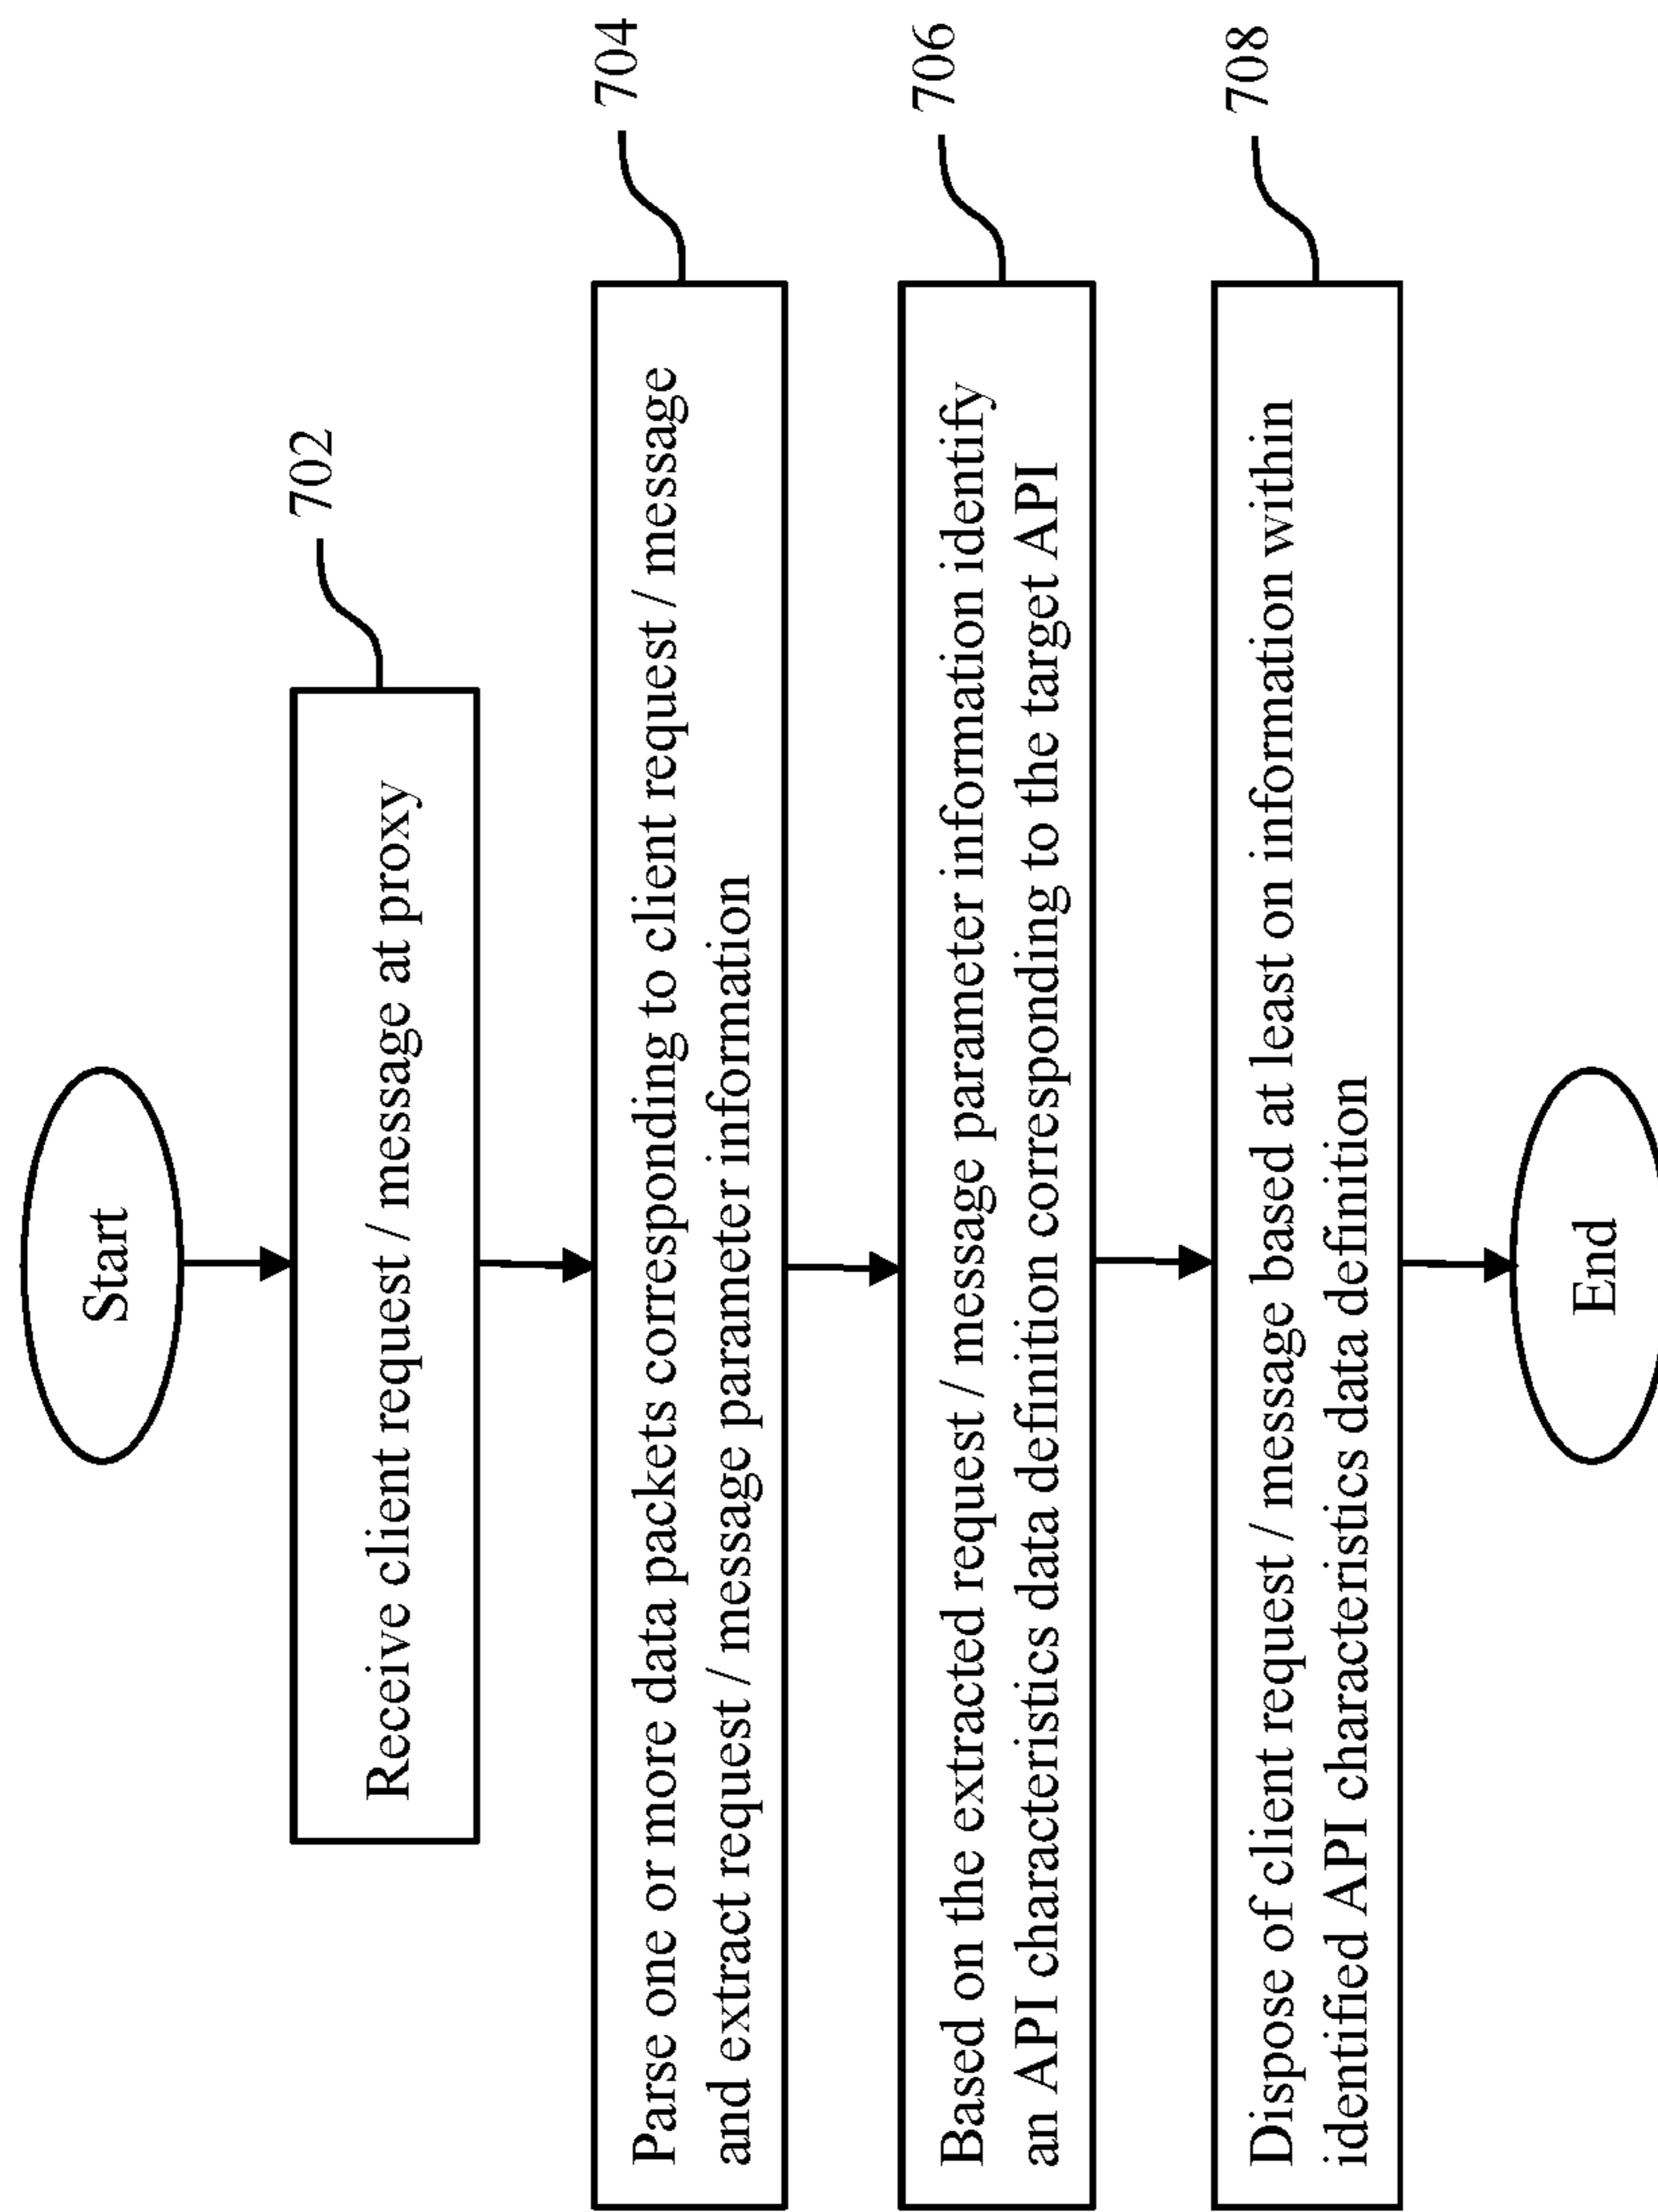 Start
702
Receive client request / message at proxy
704
Parse one or more data packets corresponding to client request / message
and extract request / message parameter information
706
Based on the extracted request / message parameter information identify
an API characteristics data definition corresponding to the target API
708
Dispose of client request / message based at least on information within
identified API characteristics data definition
End